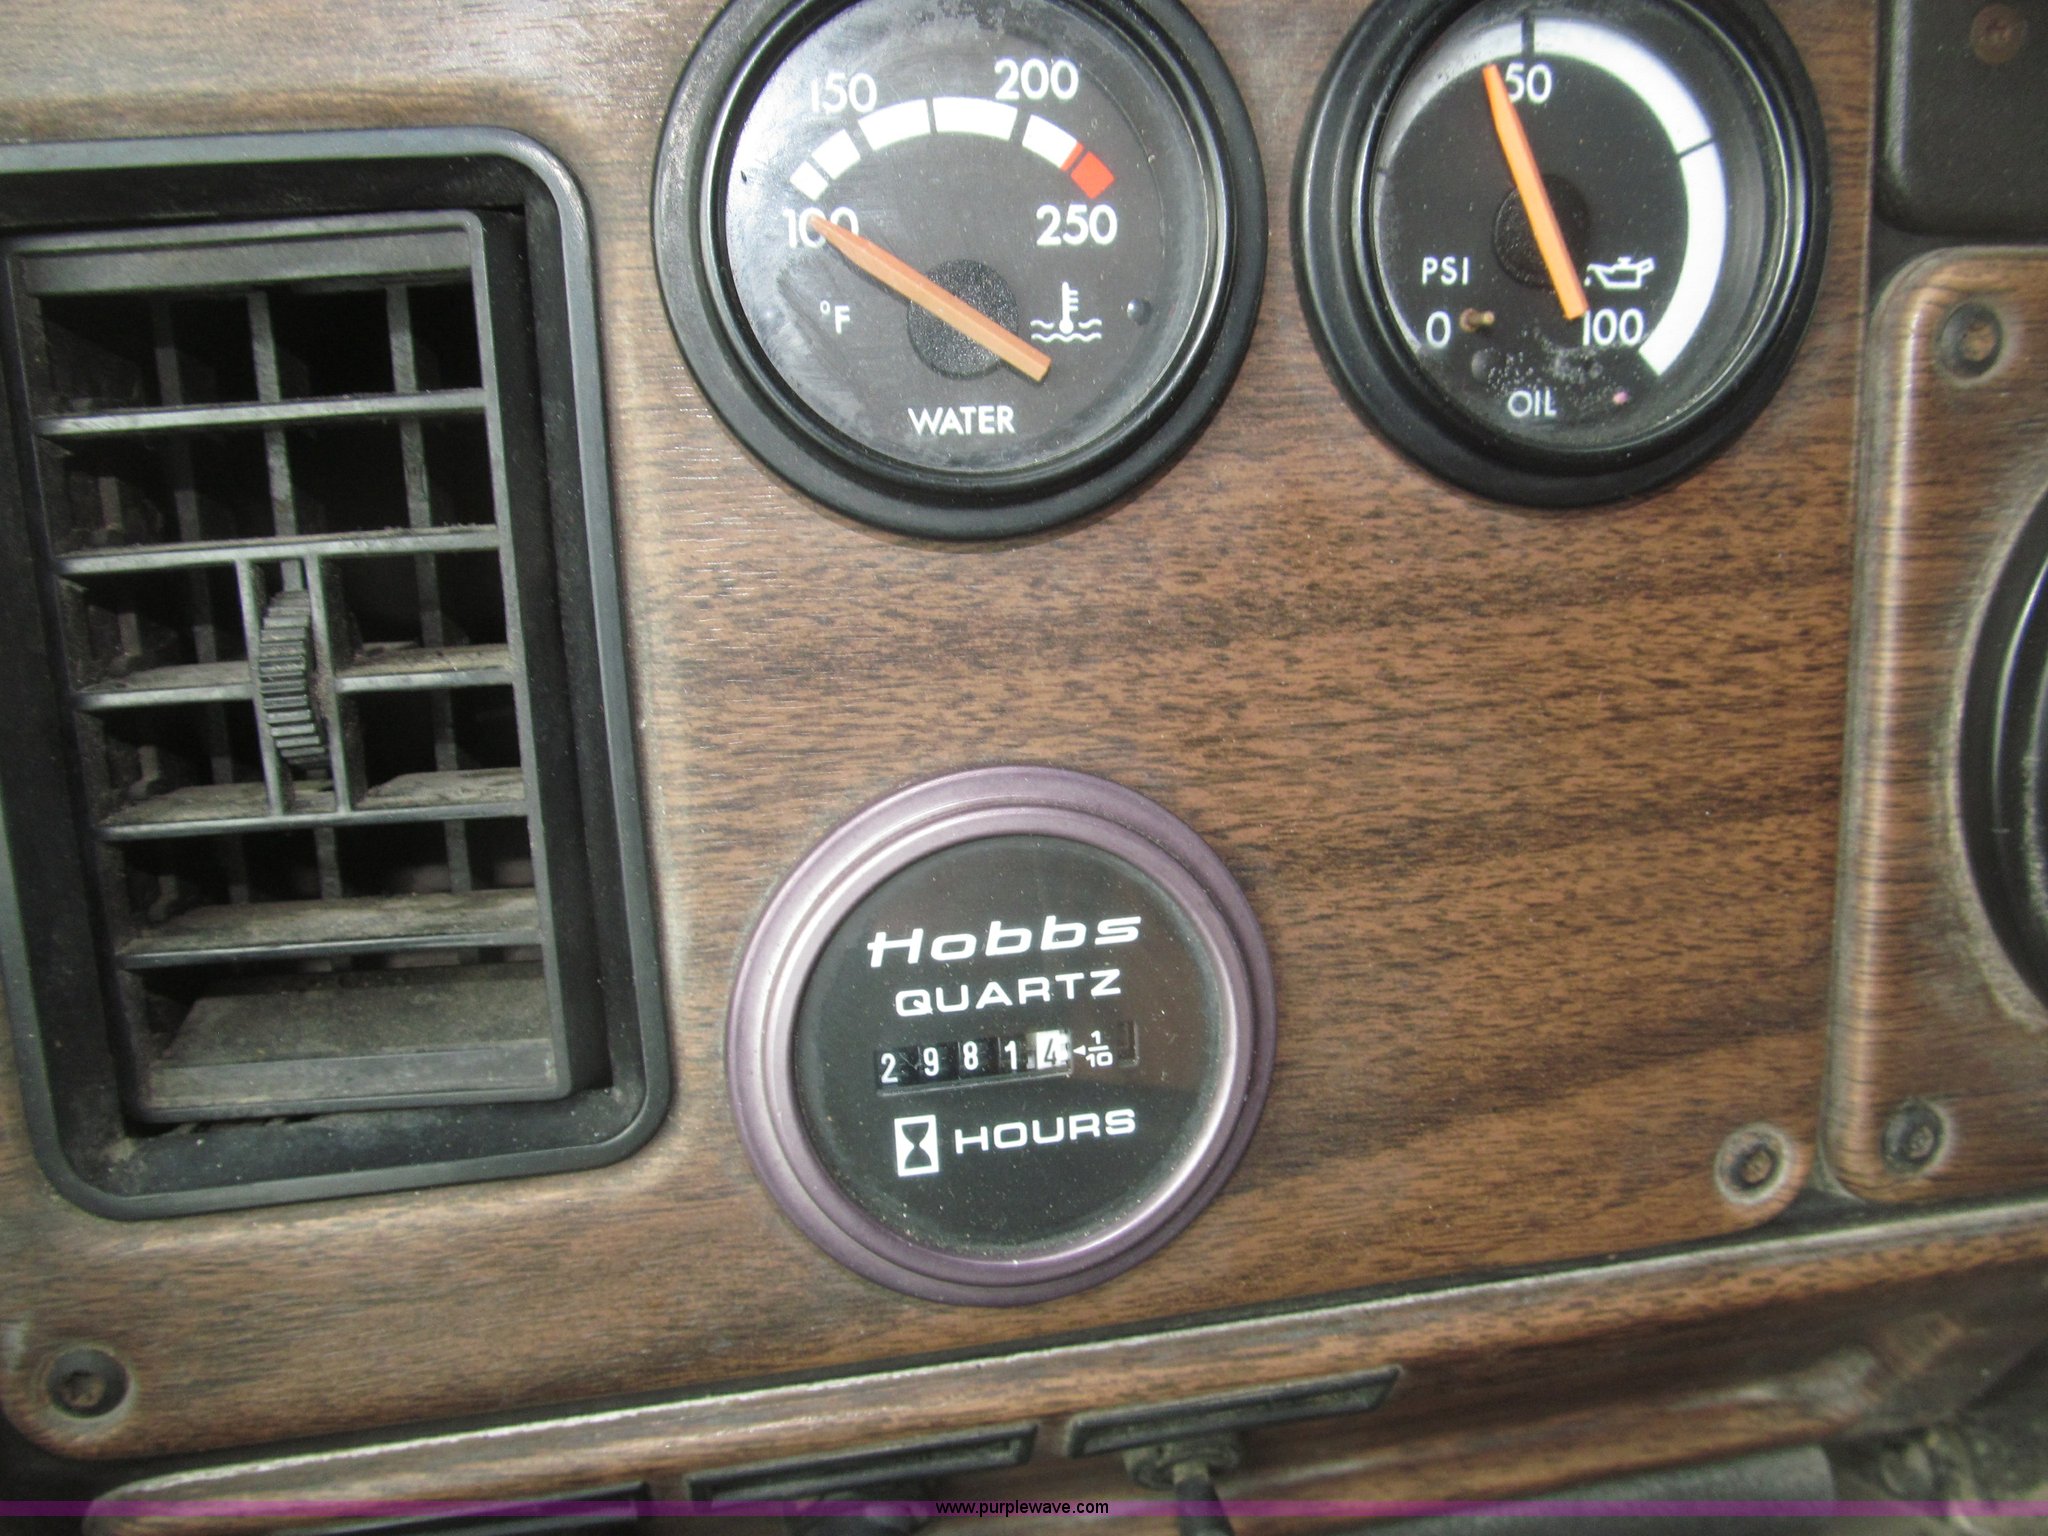 150
200
100
250
°F
WATER
50
PSI
0
100
OIL
Hobbs
QUARTZ
2 9 8 1 4 1/10
HOURS
www.purplewave.com